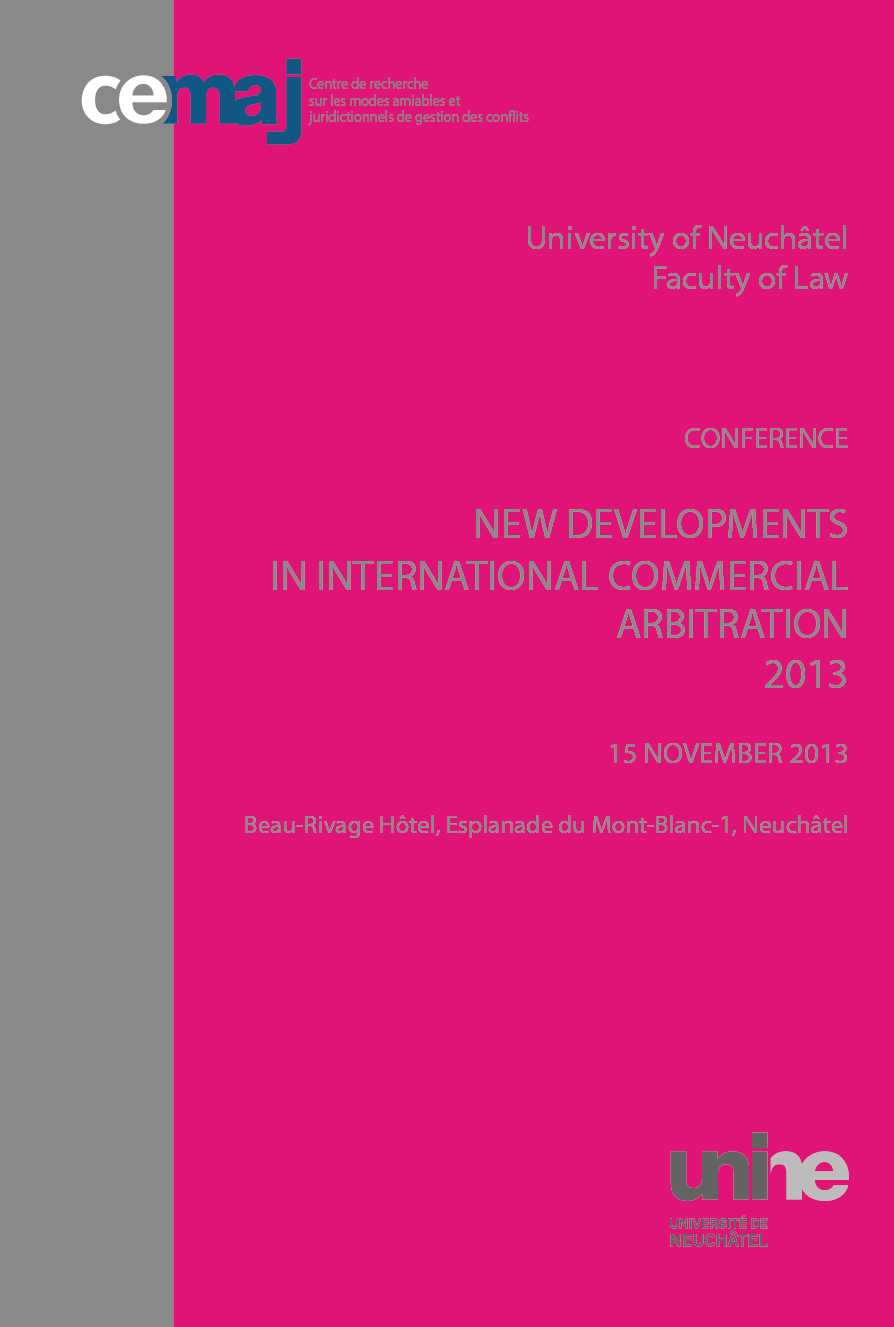 cemaj
Centre de recherche
sur les modes amiables et
juridictionnels de gestion des conflits
University of Neuchâtel
Faculty of Law
CONFERENCE
NEW DEVELOPMENTS
IN INTERNATIONAL COMMERCIAL
ARBITRATION
2013
15 NOVEMBER 2013
Beau-Rivage Hôtel, Esplanade du Mont-Blanc-1, Neuchâtel
unine
UNIVERSITÉ DE
NEUCHÂTEL